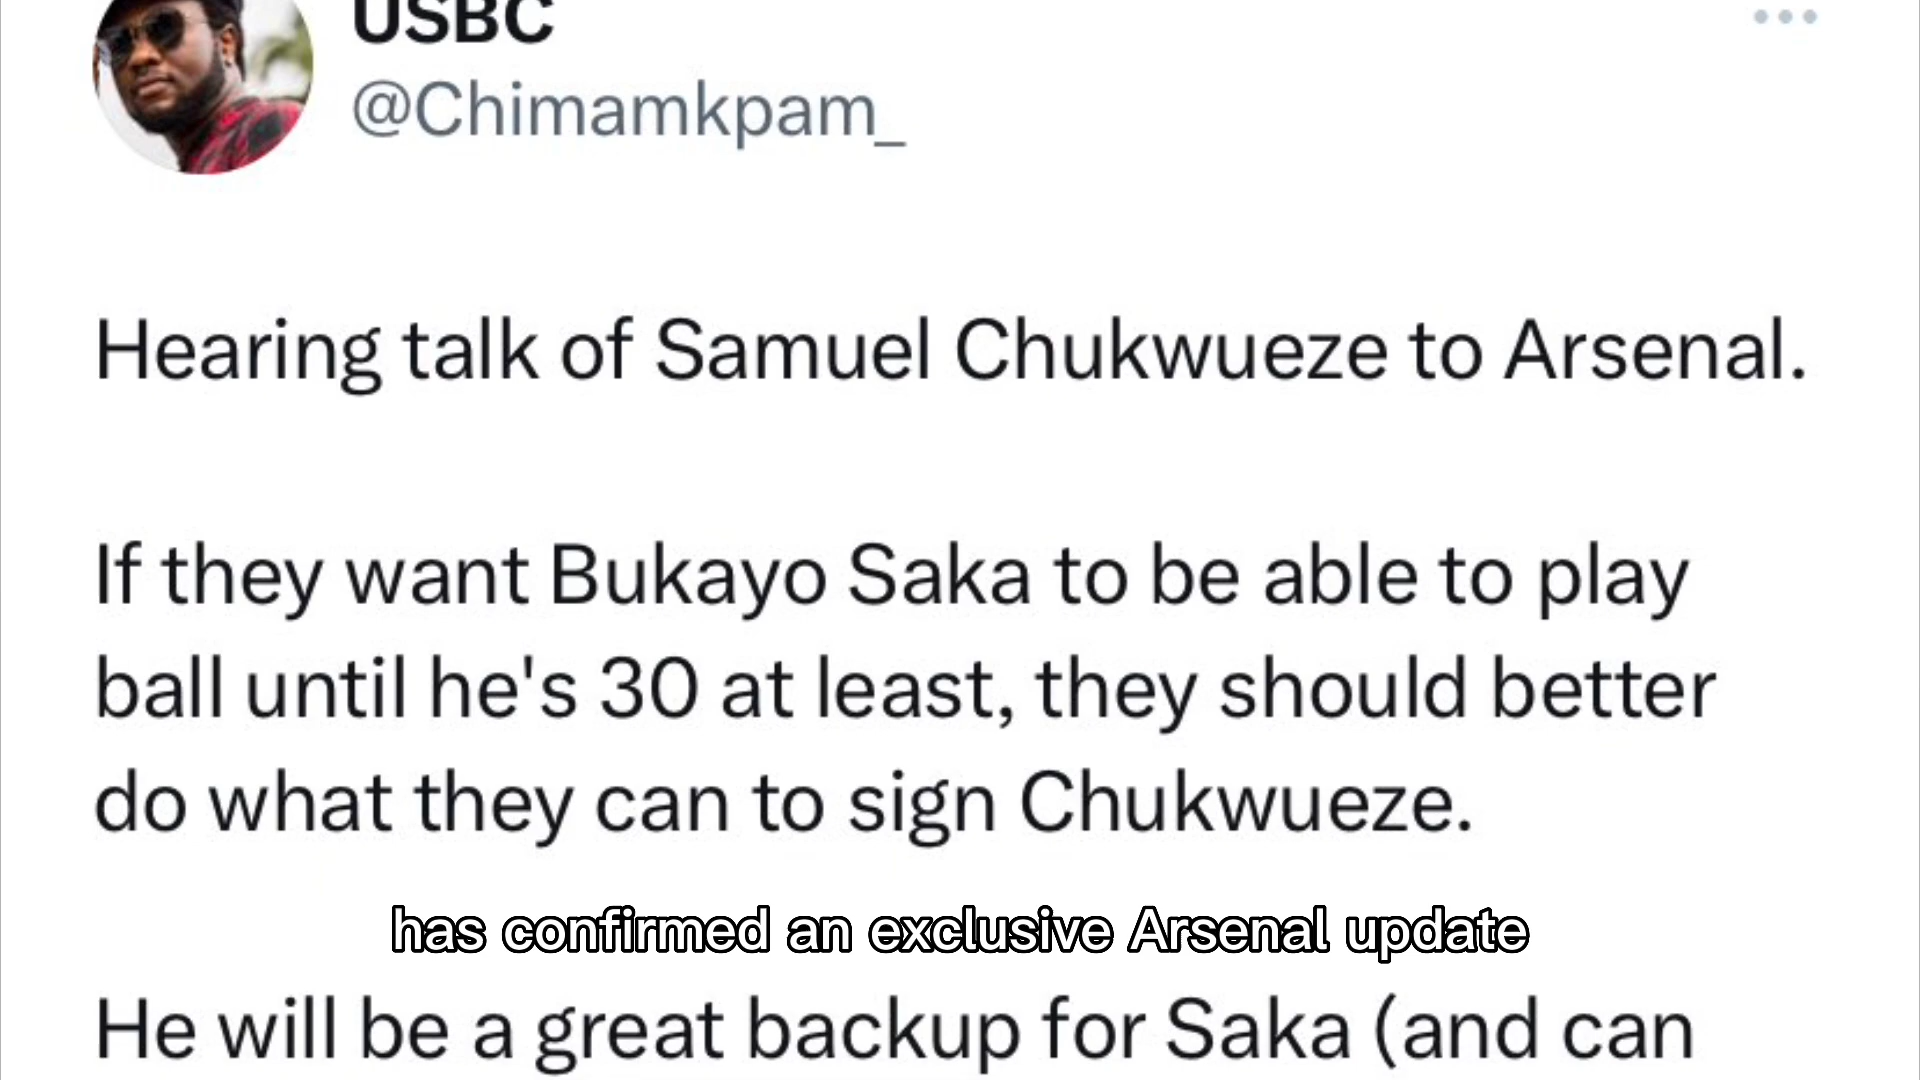 USBC
@Chimamkpam_
Hearing talk of Samuel Chukwueze to Arsenal.
If they want Bukayo Saka to be able to play
ball until he's 30 at least, they should better
do what they can to sign Chukwueze.
has confirmed an exclusive Arsenal update
He will be a great backup for Saka (and can